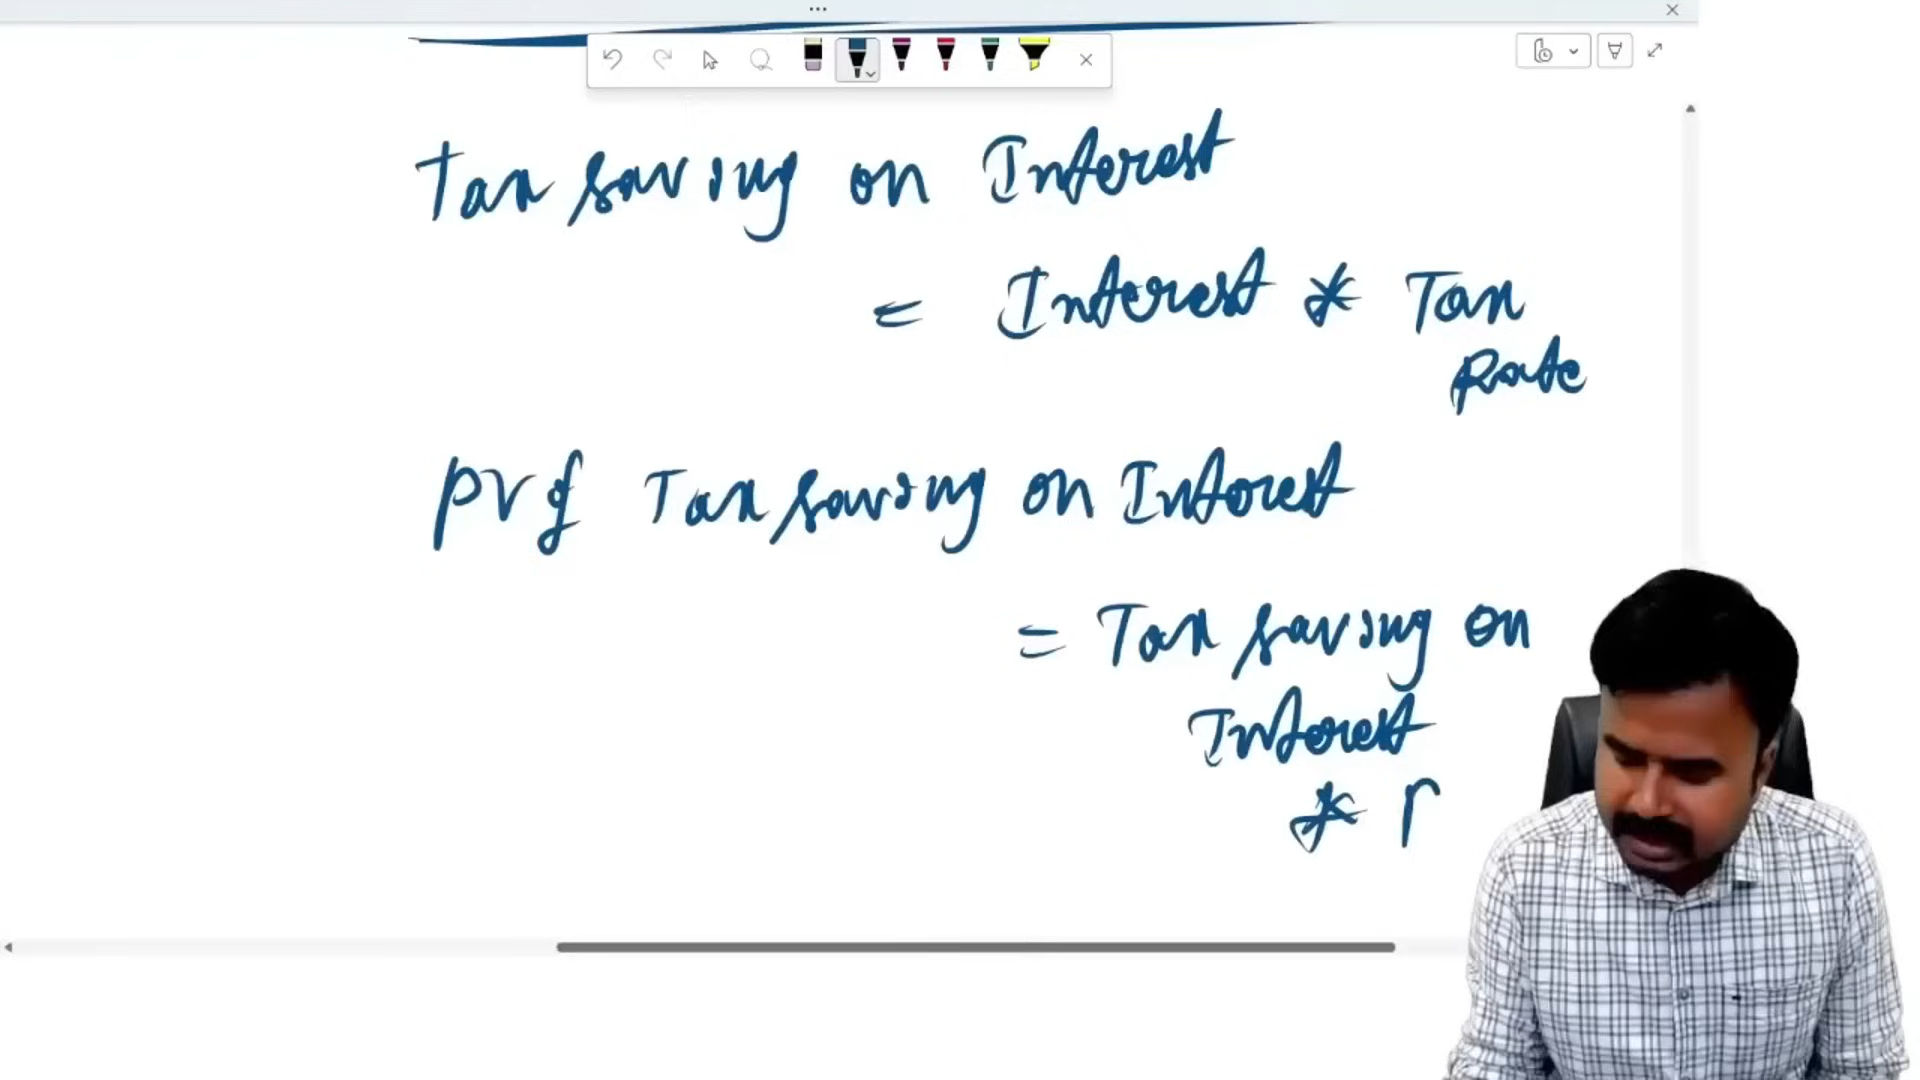 Tax saving on Interest
= Interest * Tax
Rate
PV of Tax saving on Interest
= Tax saving on
Interest
* P